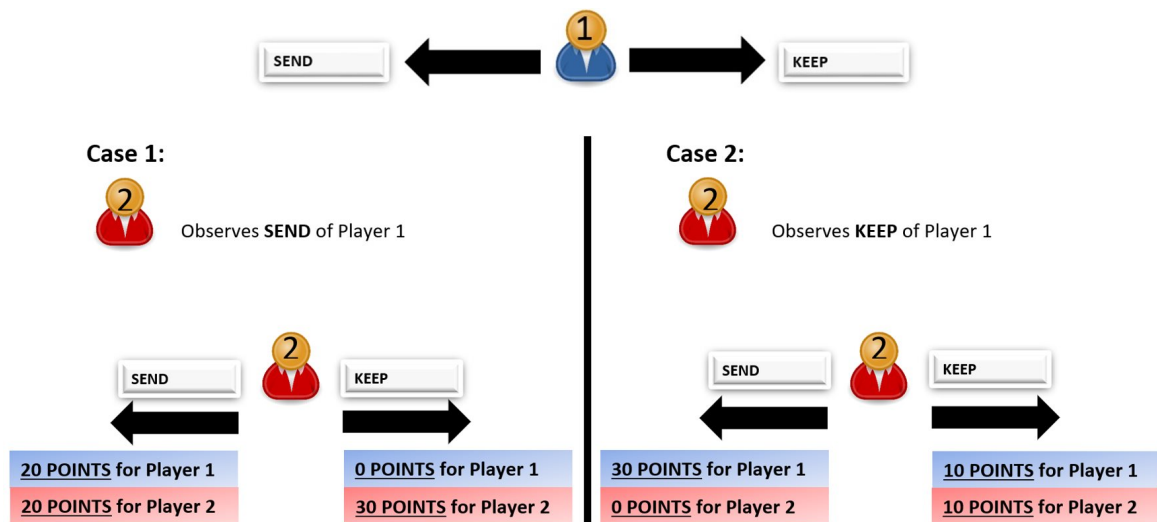 1
SEND
KEEP
Case 1:
2
Observes SEND of Player 1
2
SEND
KEEP
20 POINTS for Player 1
20 POINTS for Player 2
0 POINTS for Player 1
30 POINTS for Player 2
Case 2:
2
Observes KEEP of Player 1
2
SEND
KEEP
30 POINTS for Player 1
0 POINTS for Player 2
10 POINTS for Player 1
10 POINTS for Player 2